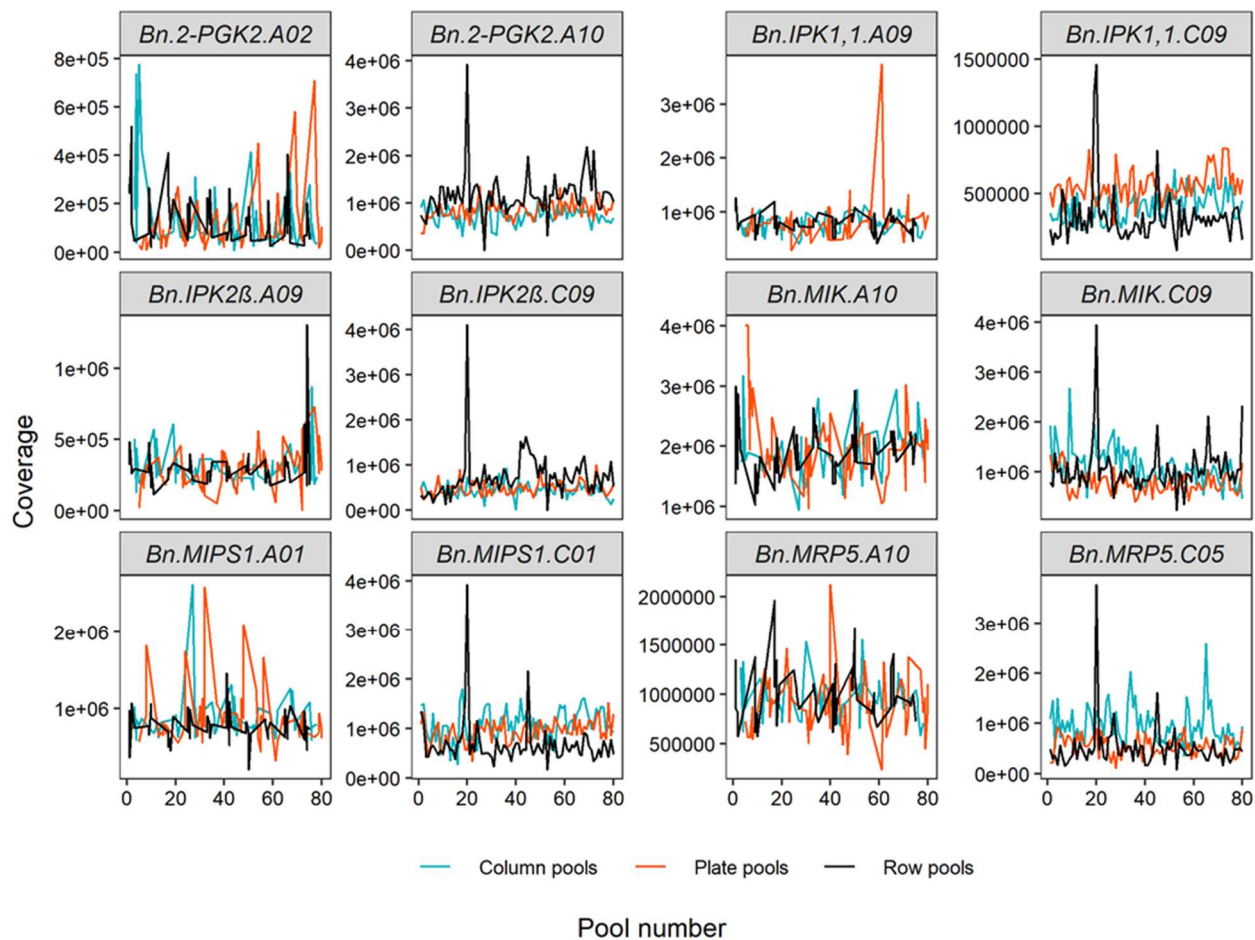 Bn.2-PGK2.A02
Bn.2-PGK2.A10
Bn.IPK1,1.A09
Bn.IPK1,1.C09
8e+05
6e+05
4e+05
2e+05
0e+00
4e+06
3e+06
2e+06
1e+06
0e+00
3e+06
2e+06
1e+06
1500000
1000000
500000
Bn.IPK2ß.A09
Bn.IPK2ß.C09
Bn.MIK.A10
Bn.MIK.C09
1e+06
5e+05
0e+00
4e+06
3e+06
2e+06
1e+06
0e+00
4e+06
3e+06
2e+06
1e+06
4e+06
3e+06
2e+06
1e+06
Coverage
Bn.MIPS1.A01
Bn.MIPS1.C01
Bn.MRP5.A10
Bn.MRP5.C05
2e+06
1e+06
4e+06
3e+06
2e+06
1e+06
0e+00
2000000
1500000
1000000
500000
3e+06
2e+06
1e+06
0e+00
0 20 40 60 80
0 20 40 60 80
0 20 40 60 80
0 20 40 60 80
Column pools Plate pools Row pools
Pool number